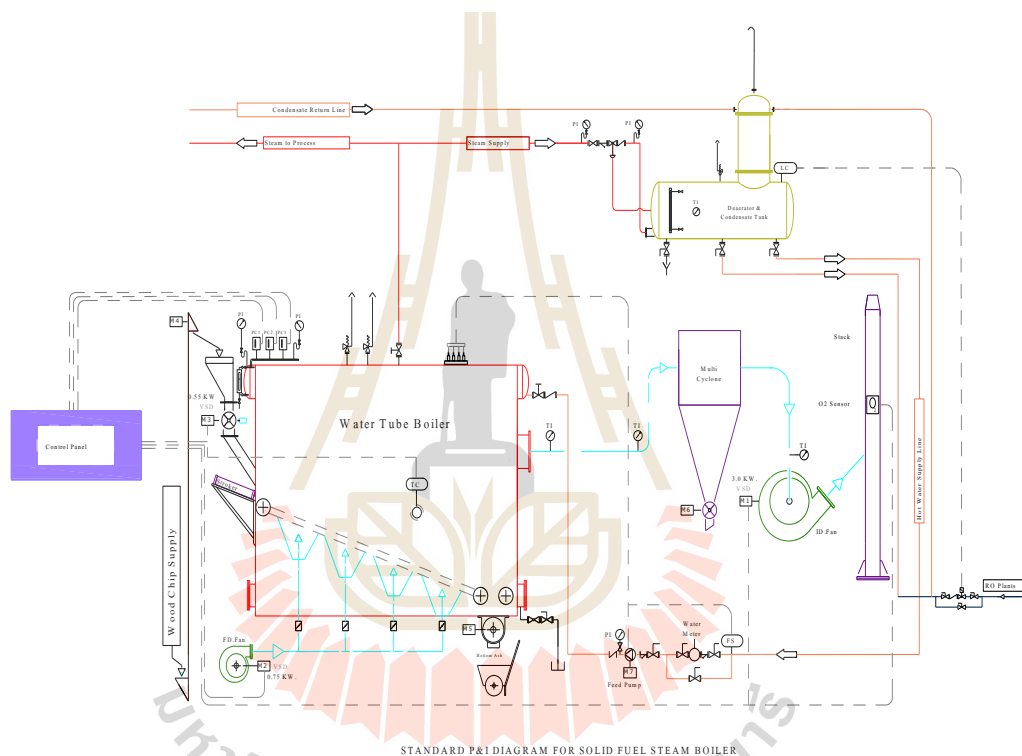 Condensate Return Line
Steam to Process
Steam Supply
PI
PI
LC
TI
Deaerator &
Condensate Tank
M4
PI
PC1
PC2
PC3
PI
0.55 KW
VSD
M3
Water Tube Boiler
Multi
Cyclone
Stack
O2 Sensor
Control Panel
Stroker
TC
TI
TI
TI
3.0 KW.
VSD
M1
M6
ID.Fan
Hot Water Supply Line
Wood Chip Supply
RO Plants
FD.Fan
M2
VSD
0.75 KW.
M5
Bollom Ash
PI
Water
Meter
FS
M7
Feed Pump
STANDARD P&I DIAGRAM FOR SOLID FUEL STEAM BOILER